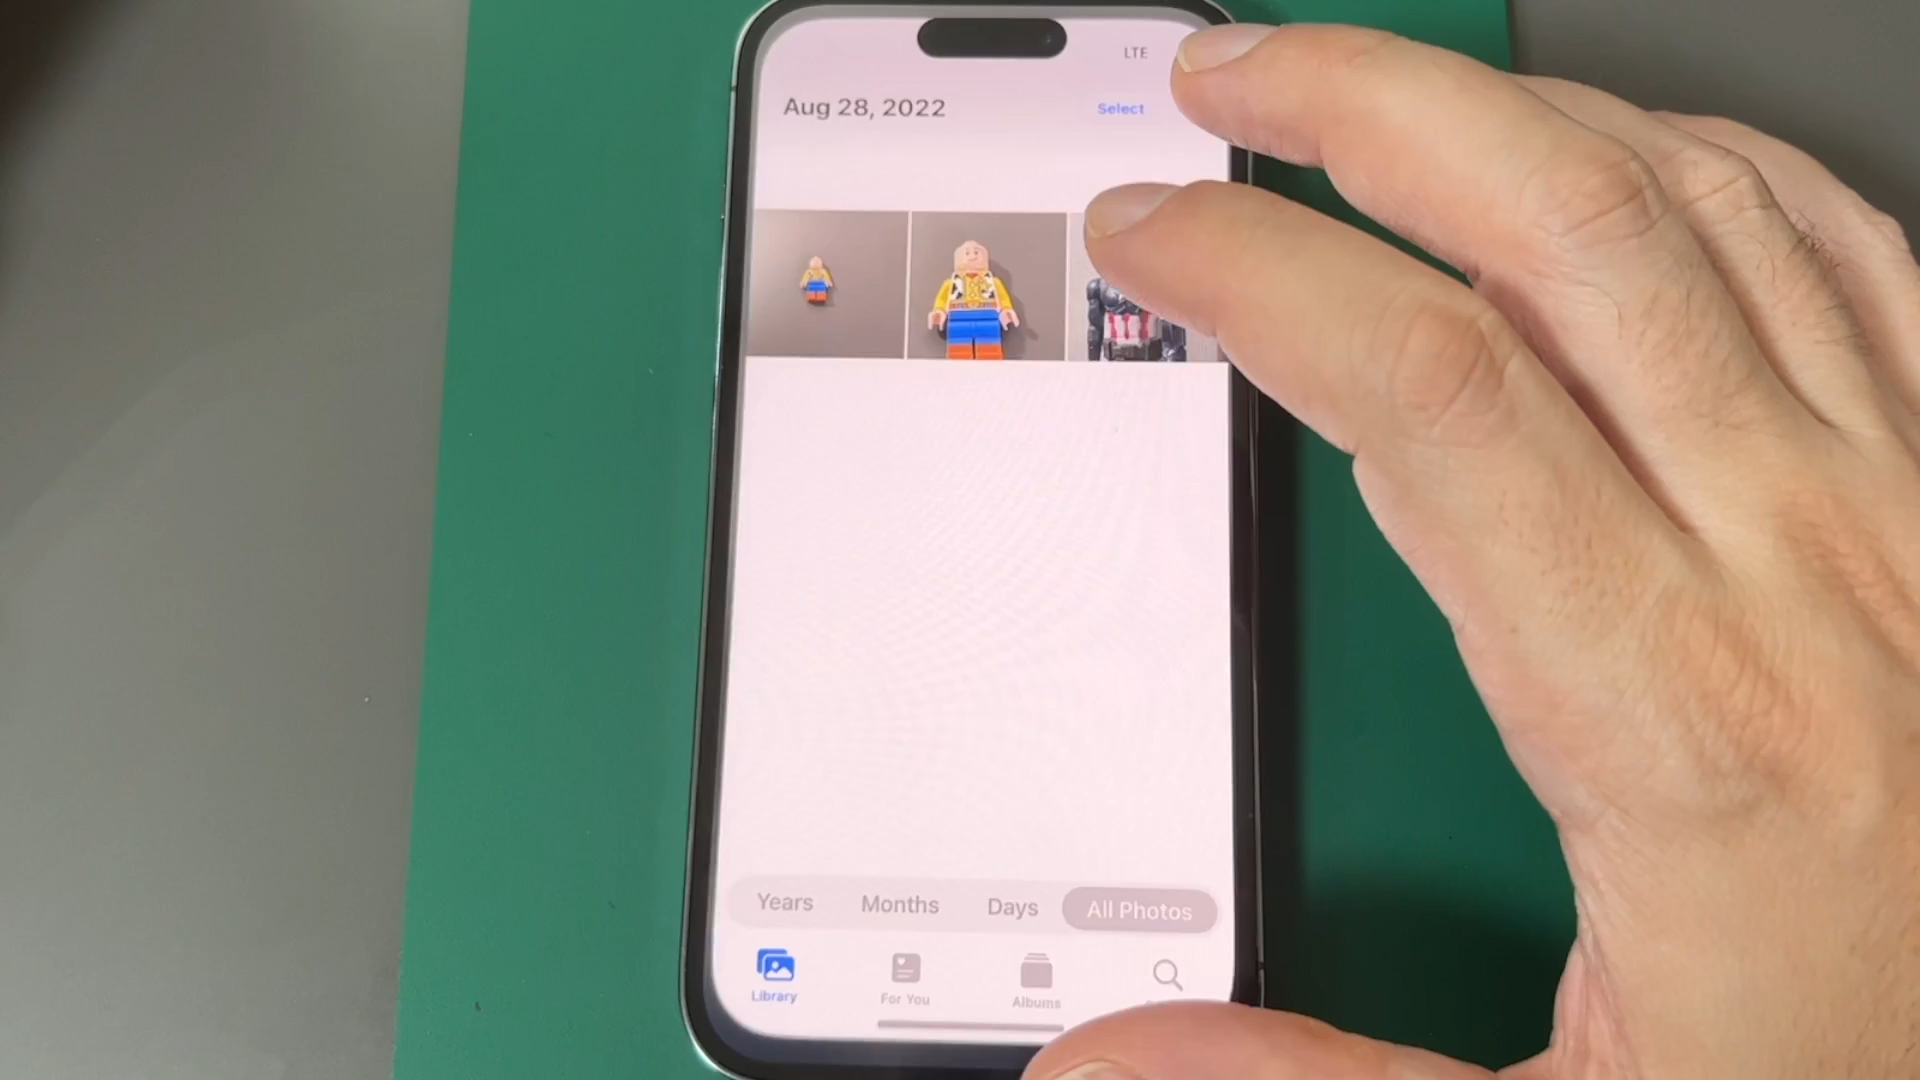 LTE
Aug 28, 2022
Select
Years
Months
Days
All Photos
Library
For You
Albums